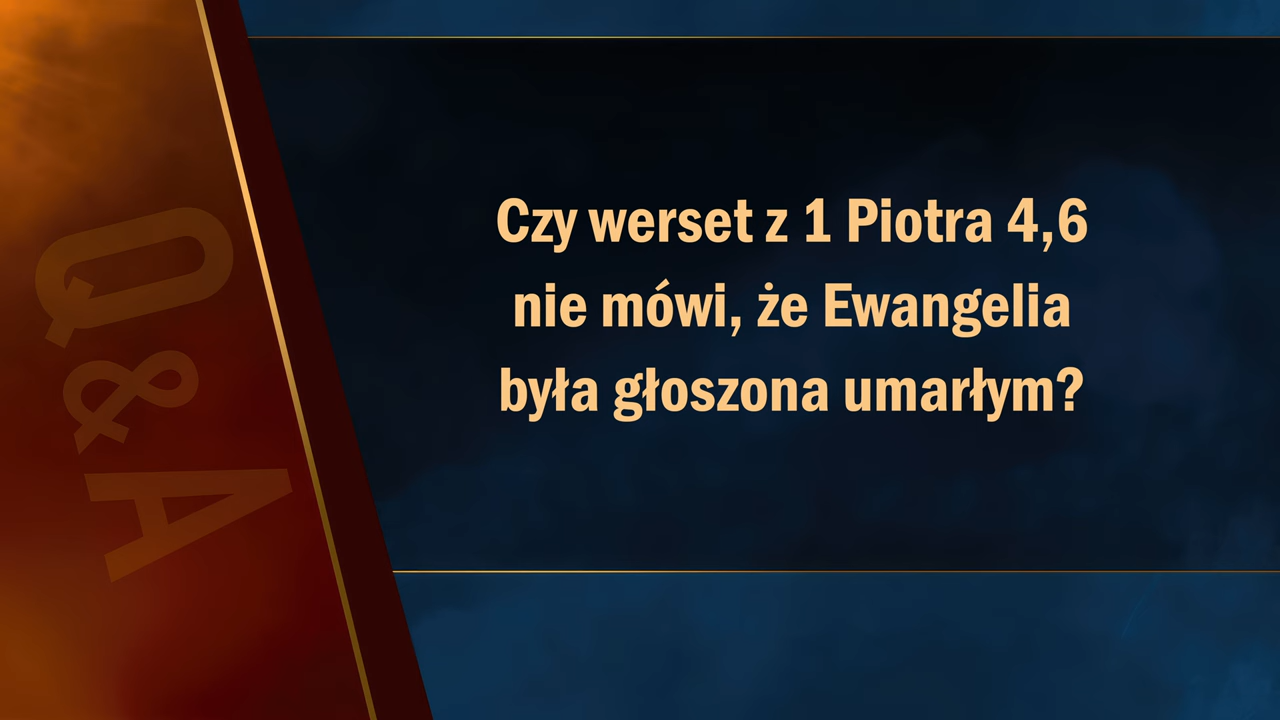 Q&A
Czy werset z 1 Piotra 4,6
nie mówi, że Ewangelia
była głoszona umarłym?